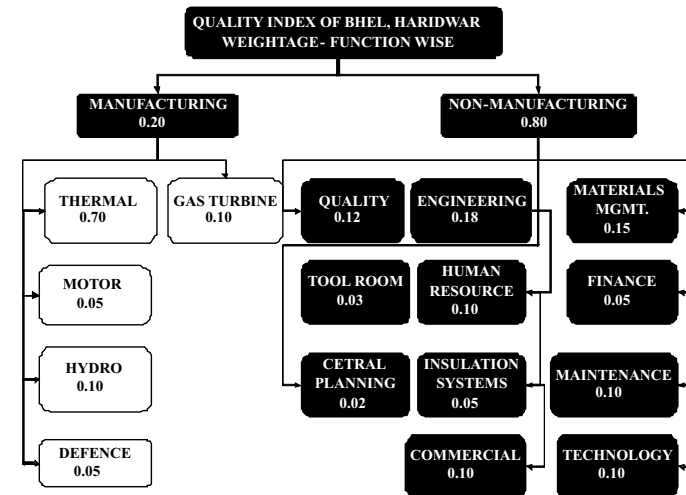 QUALITY INDEX OF BHEL, HARIDWAR
WEIGHTAGE- FUNCTION WISE
MANUFACTURING
0.20
NON-MANUFACTURING
0.80
THERMAL
0.70
GAS TURBINE
0.10
QUALITY
0.12
ENGINEERING
0.18
MATERIALS
MGMT.
0.15
MOTOR
0.05
TOOL ROOM
0.03
HUMAN
RESOURCE
0.10
FINANCE
0.05
HYDRO
0.10
CETRAL
PLANNING
0.02
INSULATION
SYSTEMS
0.05
MAINTENANCE
0.10
DEFENCE
0.05
COMMERCIAL
0.10
TECHNOLOGY
0.10